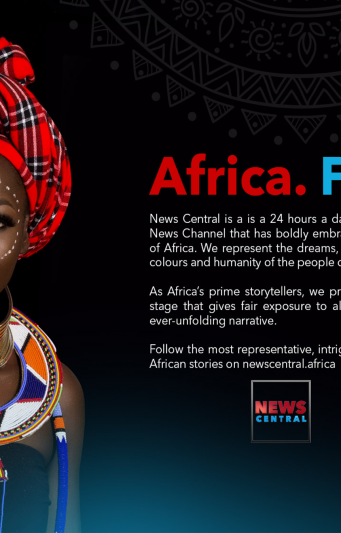 Africa. F
News Central is a is a 24 hours a da
News Channel that has boldly embra
of Africa. We represent the dreams,
colours and humanity of the people o
As Africa's prime storytellers, we pr
stage that gives fair exposure to al
ever-unfolding narrative.
Follow the most representative, intrig
African stories on newscentral.africa
NEWS
CENTRAL